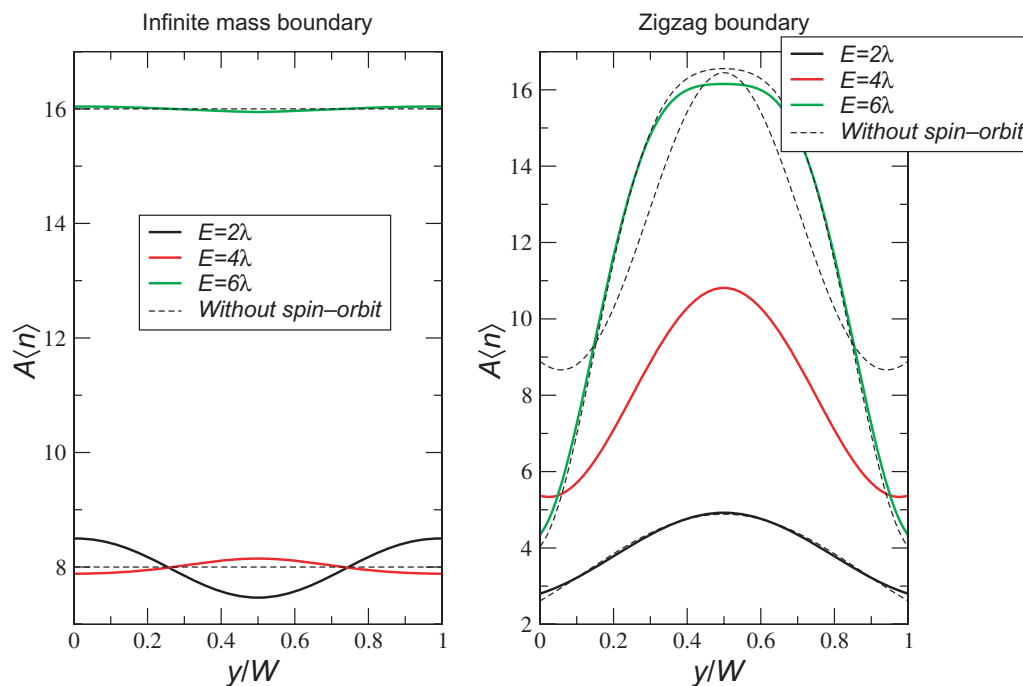 Infinite mass boundary
16
14
12
10
8
A⟨n⟩
E=2λ
E=4λ
E=6λ
Without spin–orbit
0
0.2
0.4
0.6
0.8
1
y/W
Zigzag boundary
E=2λ
E=4λ
E=6λ
Without spin–orbit
16
14
12
10
8
6
4
2
A⟨n⟩
0
0.2
0.4
0.6
0.8
1
y/W